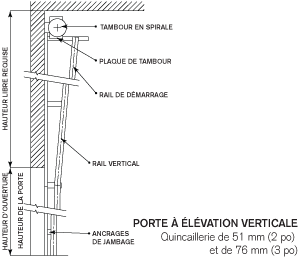 TAMBOUR EN SPIRALE
PLAQUE DE TAMBOUR
RAIL DE DÉMARRAGE
RAIL VERTICAL
ANCRAGES
DE JAMBAGE
HAUTEUR LIBRE REQUISE
HAUTEUR D'OUVERTURE
HAUTEUR DE LA PORTE
PORTE À ÉLÉVATION VERTICALE
Quincaillerie de 51 mm (2 po)
et de 76 mm (3 po)